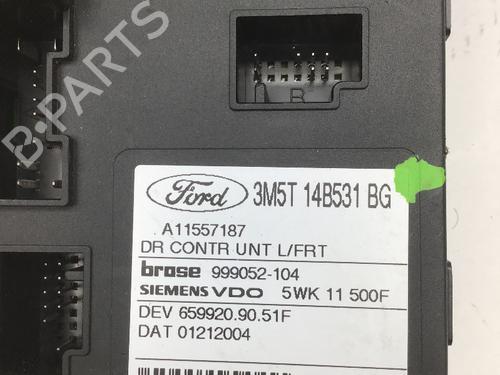 B-PARTS
B
Ford 3M5T 14B531 BG
A11557187
DR CONTR UNT L/FRT
brose 999052-104
SIEMENS VDO 5WK 11 500F
DEV 659920.90.51F
DAT 01212004